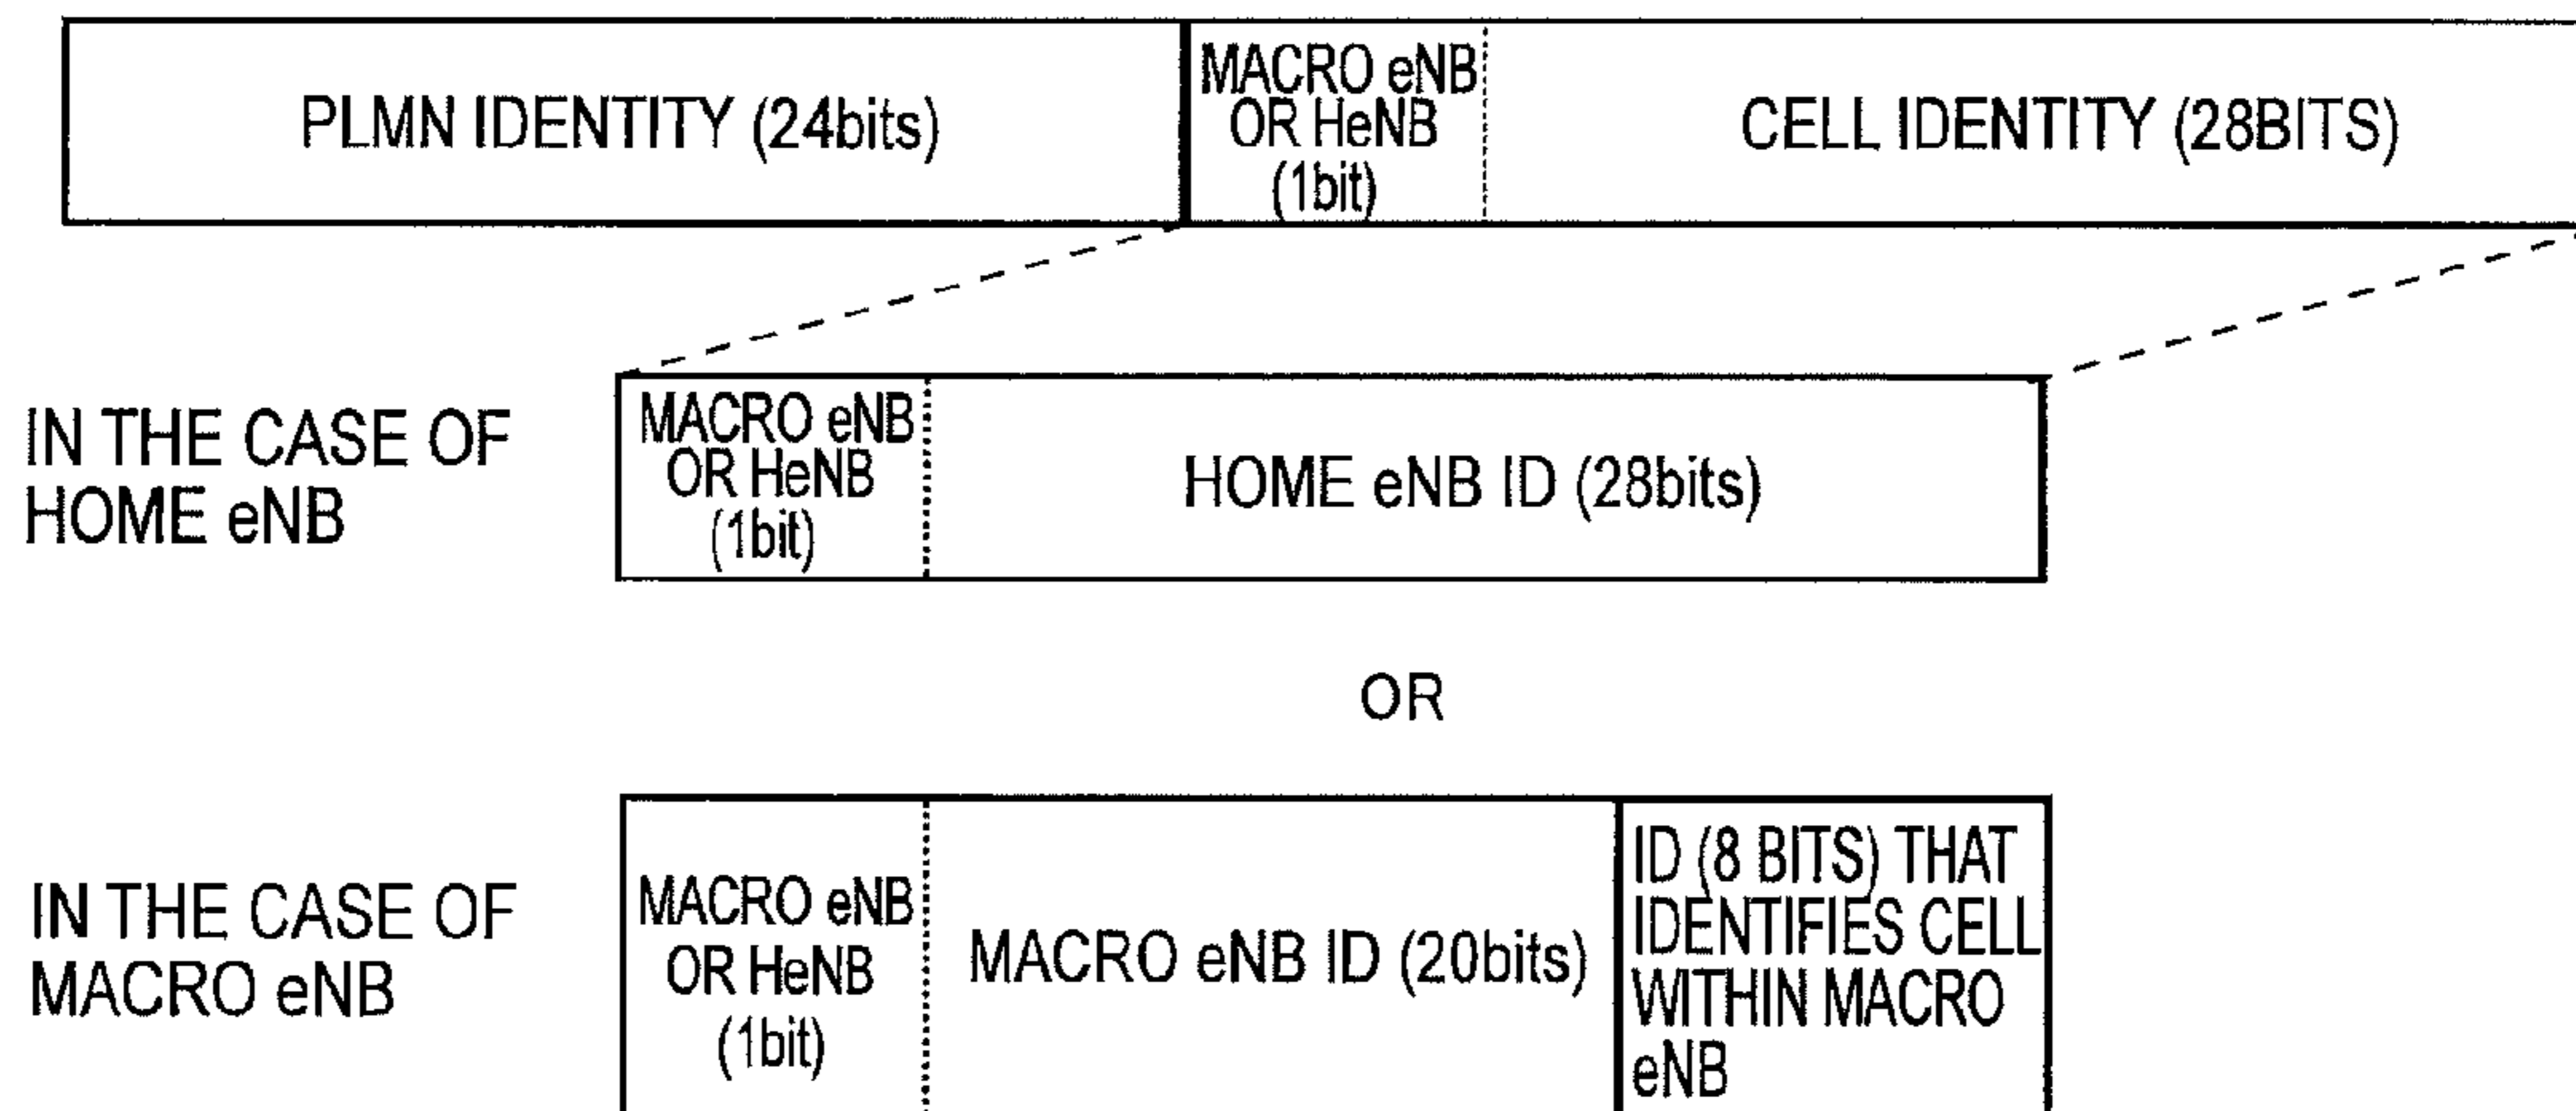 PLMN IDENTITY (24bits)
MACRO eNB
OR HeNB
(1bit)
CELL IDENTITY (28BITS)
IN THE CASE OF
HOME eNB
MACRO eNB
OR HeNB
(1bit)
HOME eNB ID (28bits)
OR
IN THE CASE OF
MACRO eNB
MACRO eNB
OR HeNB
(1bit)
MACRO eNB ID (20bits)
ID (8 BITS) THAT
IDENTIFIES CELL
WITHIN MACRO
eNB